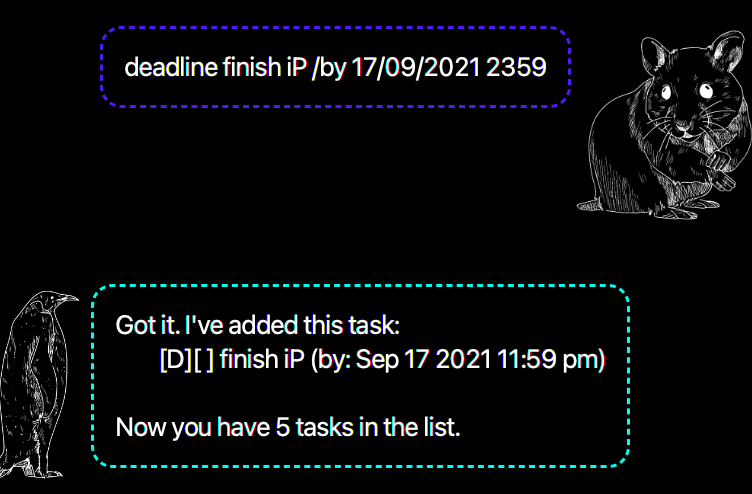 deadline finish iP /by 17/09/2021 2359
Got it. I've added this task:
[D][ ] finish iP (by: Sep 17 2021 11:59 pm)
Now you have 5 tasks in the list.